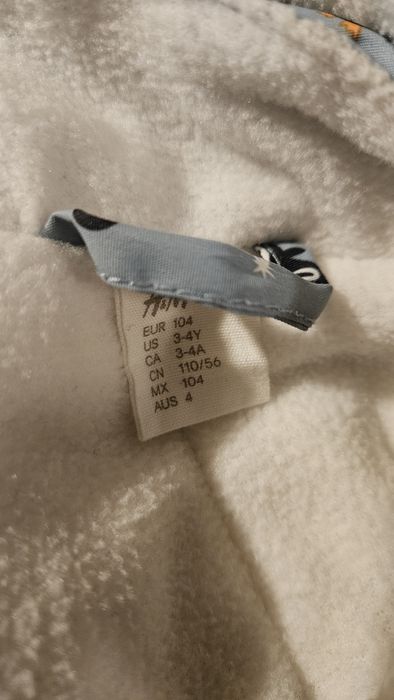 H&M
EUR 104
US 3-4Y
CA 3-4A
CN 110/56
MX 104
AUS 4